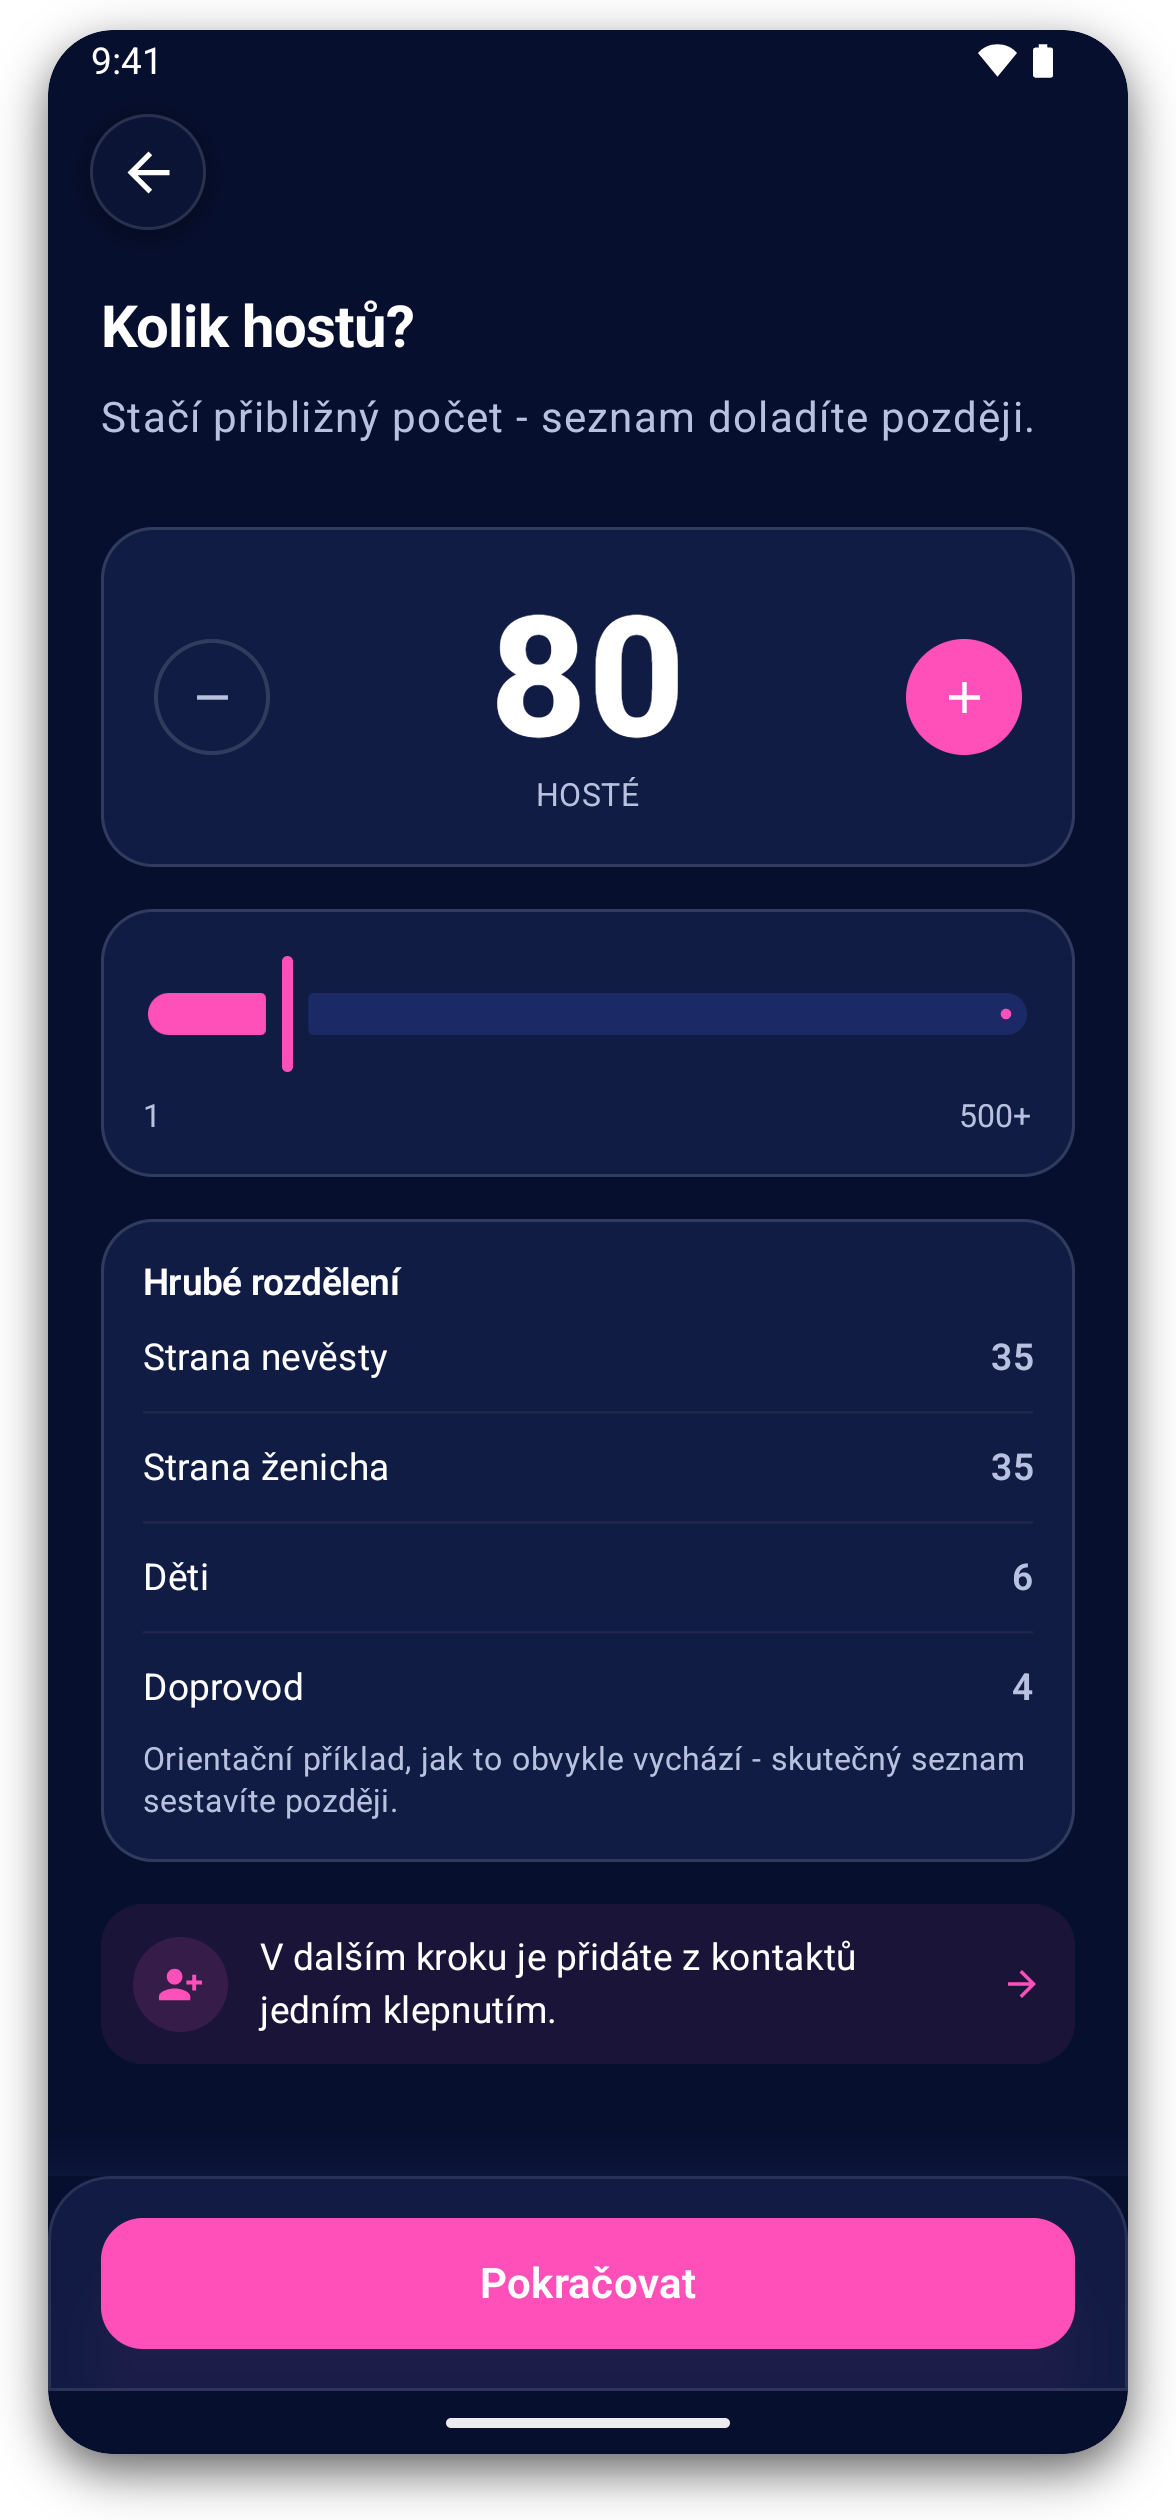 9:41
Kolik hostů?
Stačí přibližný počet - seznam doladíte později.
80
HOSTÉ
1
500+
Hrubé rozdělení
Strana nevěsty 35
Strana ženicha 35
Děti 6
Doprovod 4
Orientační příklad, jak to obvykle vychází - skutečný seznam
sestavíte později.
V dalším kroku je přidáte z kontaktů
jedním klepnutím.
Pokračovat